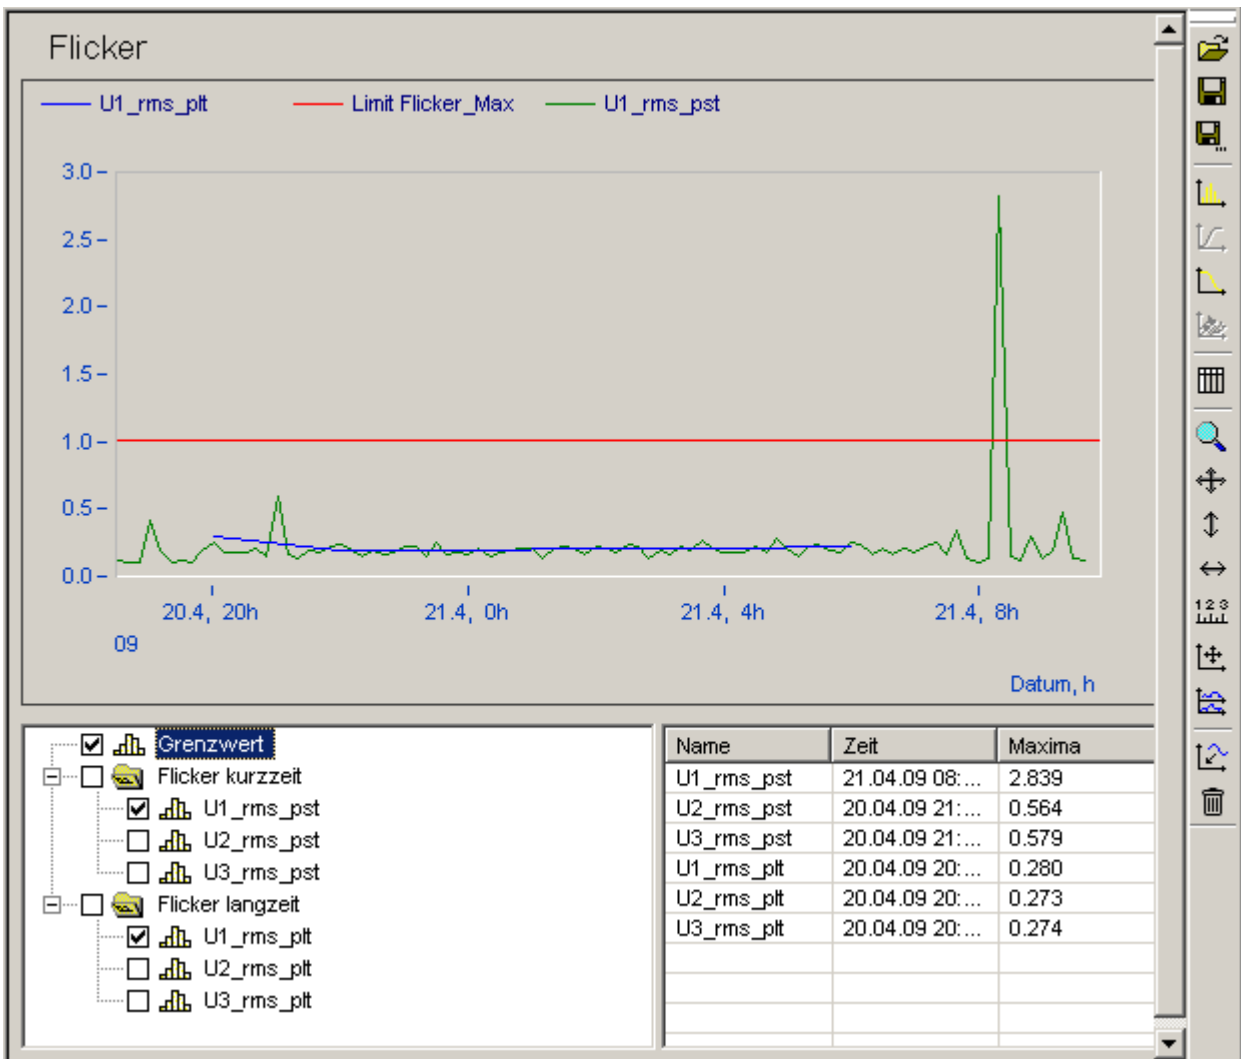 Flicker
U1_rms_plt Limit Flicker_Max U1_rms_pst
3.0
2.5
2.0
1.5
1.0
0.5
0.0
20.4, 20h 21.4, 0h 21.4, 4h 21.4, 8h
09
Datum, h
Grenzwert
Flicker kurzzeit
U1_rms_pst
U2_rms_pst
U3_rms_pst
Flicker langzeit
U1_rms_plt
U2_rms_plt
U3_rms_plt
Name Zeit Maxima
U1_rms_pst 21.04.09 08:... 2.839
U2_rms_pst 20.04.09 21:... 0.564
U3_rms_pst 20.04.09 21:... 0.579
U1_rms_plt 20.04.09 20:... 0.280
U2_rms_plt 20.04.09 20:... 0.273
U3_rms_plt 20.04.09 20:... 0.274
1 2 3